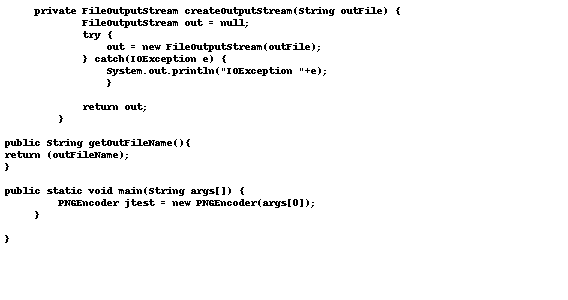 private FileOutputStream createOutputStream(String outFile) {
FileOutputStream out = null;
try {
out = new FileOutputStream(outFile);
} catch(IOException e) {
System.out.println("IOException "+e);
}
return out;
}
public String getOutFileName(){
return (outFileName);
}
public static void main(String args[]) {
PNGEncoder jtest = new PNGEncoder(args[0]);
}
}